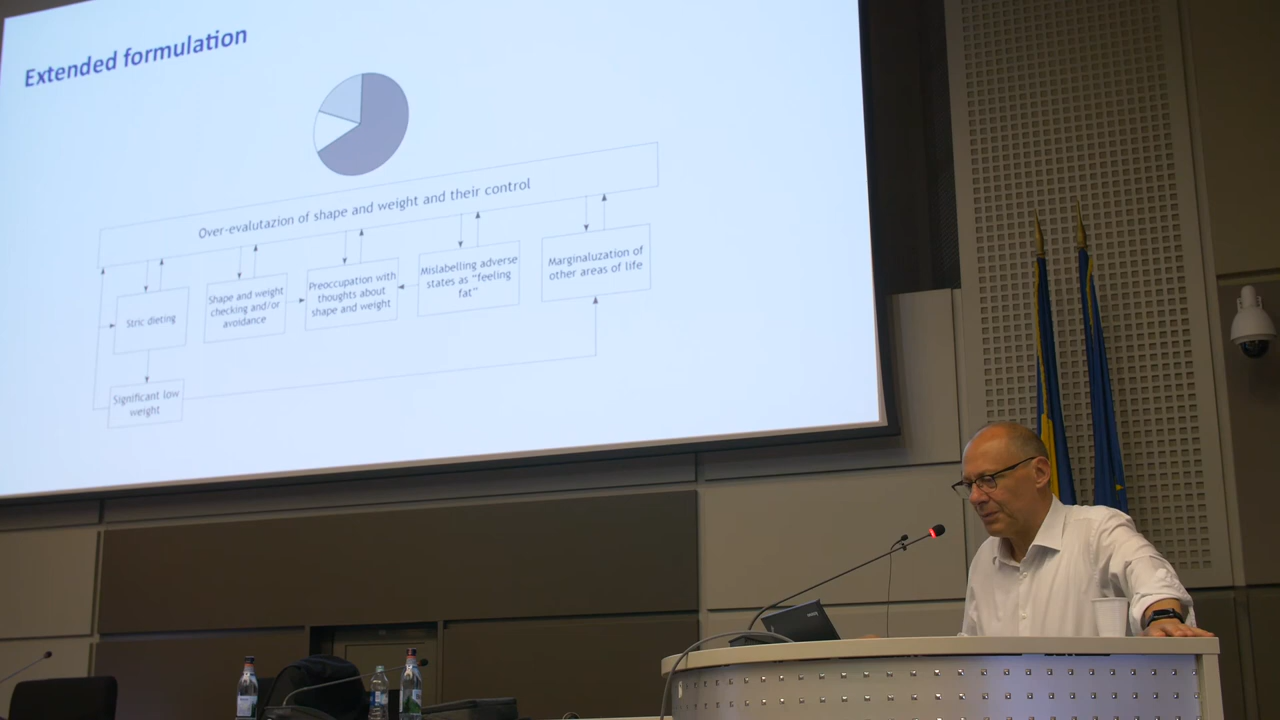 Extended formulation
Over-evalutazion of shape and weight and their control
Stric dieting
Shape and weight
checking and/or
avoidance
Preoccupation with
thoughts about
shape and weight
Mislabelling adverse
states as "feeling
fat"
Marginaluzation of
other areas of life
Significant low
weight